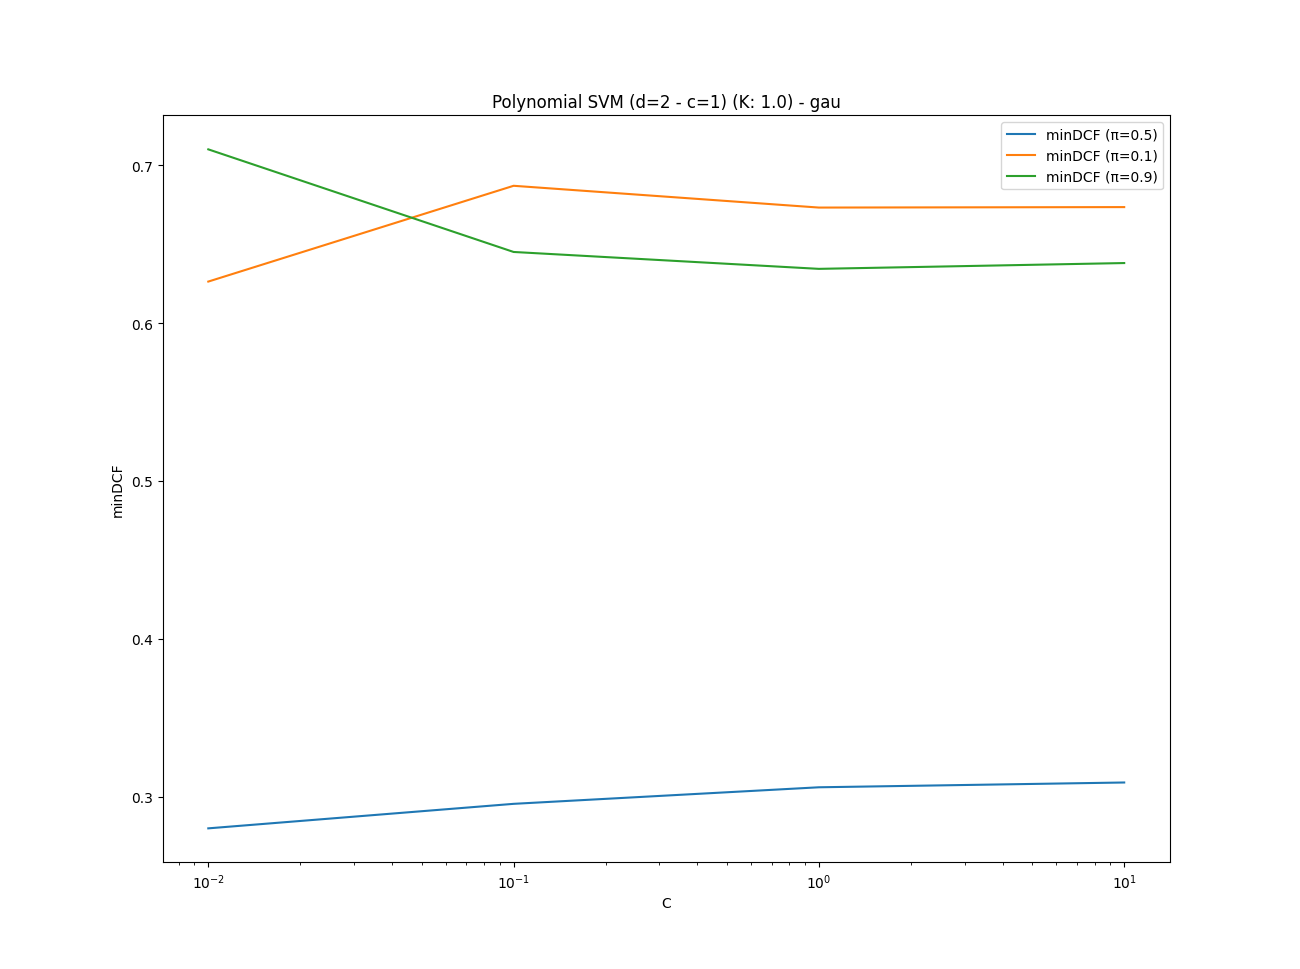 Polynomial SVM (d=2 - c=1) (K: 1.0) - gau
minDCF (π=0.5)
minDCF (π=0.1)
minDCF (π=0.9)
0.7
0.6
0.5
0.4
0.3
minDCF
10⁻² 10⁻¹ 10⁰ 10¹
C